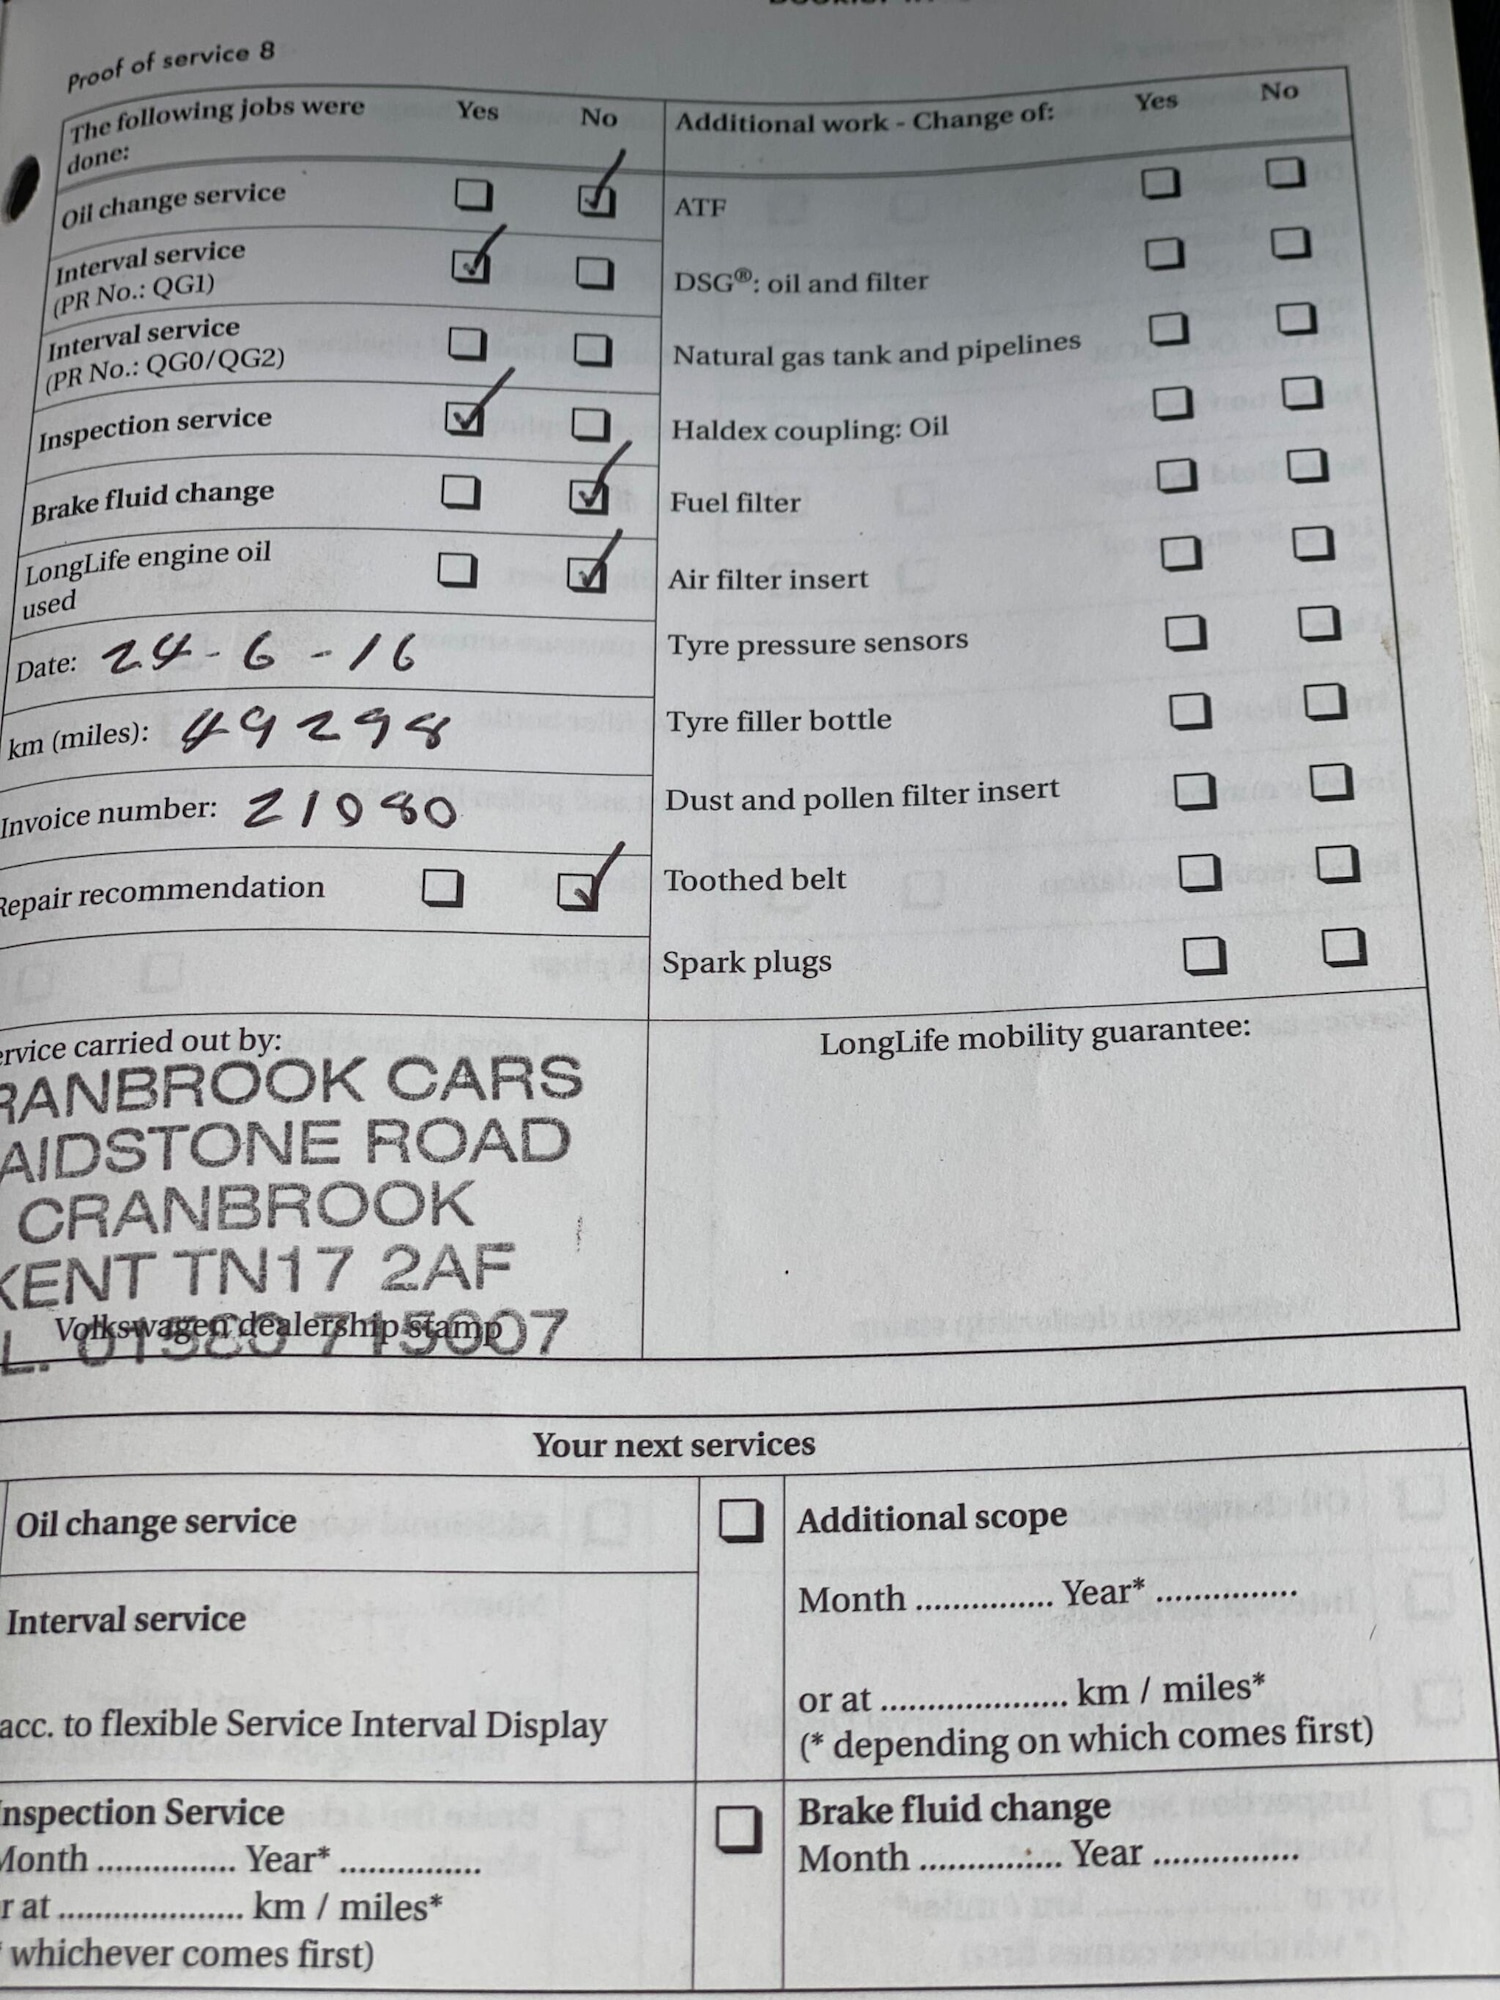 Proof of service 8
The following jobs were done:
Yes
No
Oil change service
Interval service
(PR No.: QG1)
Interval service
(PR No.: QG0/QG2)
Inspection service
Brake fluid change
LongLife engine oil
used
Date: 24-6-16
km (miles): 49298
Invoice number: 21080
Repair recommendation
ervice carried out by:
RANBROOK CARS
AIDSTONE ROAD
CRANBROOK
KENT TN17 2AF
L. 01580 715007
Volkswagen dealership stamp
Additional work - Change of:
Yes
No
ATF
DSG®: oil and filter
Natural gas tank and pipelines
Haldex coupling: Oil
Fuel filter
Air filter insert
Tyre pressure sensors
Tyre filler bottle
Dust and pollen filter insert
Toothed belt
Spark plugs
LongLife mobility guarantee:
Your next services
Oil change service
Interval service
acc. to flexible Service Interval Display
Additional scope
Month .............. Year* ..............
or at ................... km / miles*
(* depending on which comes first)
nspection Service
Month .............. Year* ..............
r at ................... km / miles*
whichever comes first)
Brake fluid change
Month .............. Year ..............